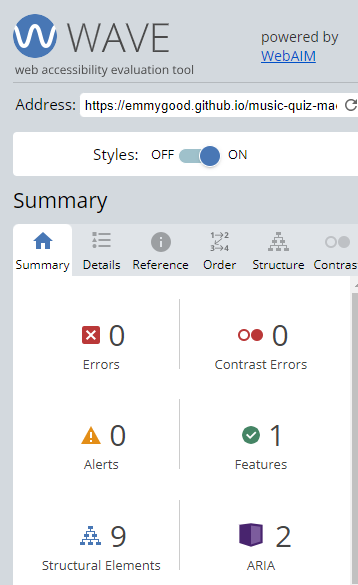 WAVE
web accessibility evaluation tool
powered by
WebAIM
Address: https://emmygood.github.io/music-quiz-ma
Styles: OFF ON
Summary
Summary Details Reference Order Structure Contras
0 0
Errors Contrast Errors
0 1
Alerts Features
9 2
Structural Elements ARIA